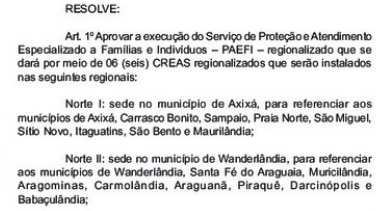 RESOLVE:
Art. 1º Aprovar a execução do Serviço de Proteção e Atendimento
Especializado a Famílias e Indivíduos – PAEFI – regionalizado que se
dará por meio de 06 (seis) CREAS regionalizados que serão instalados
nas seguintes regionais:
Norte I: sede no município de Axixá, para referenciar aos
municípios de Axixá, Carrasco Bonito, Sampaio, Praia Norte, São Miguel,
Sítio Novo, Itaguatins, São Bento e Maurilândia;
Norte II: sede no município de Wanderlândia, para referenciar
aos municípios de Wanderlândia, Santa Fé do Araguaia, Muricilândia,
Aragominas, Carmolândia, Araguanã, Piraquê, Darcinópolis e
Babaçulândia;